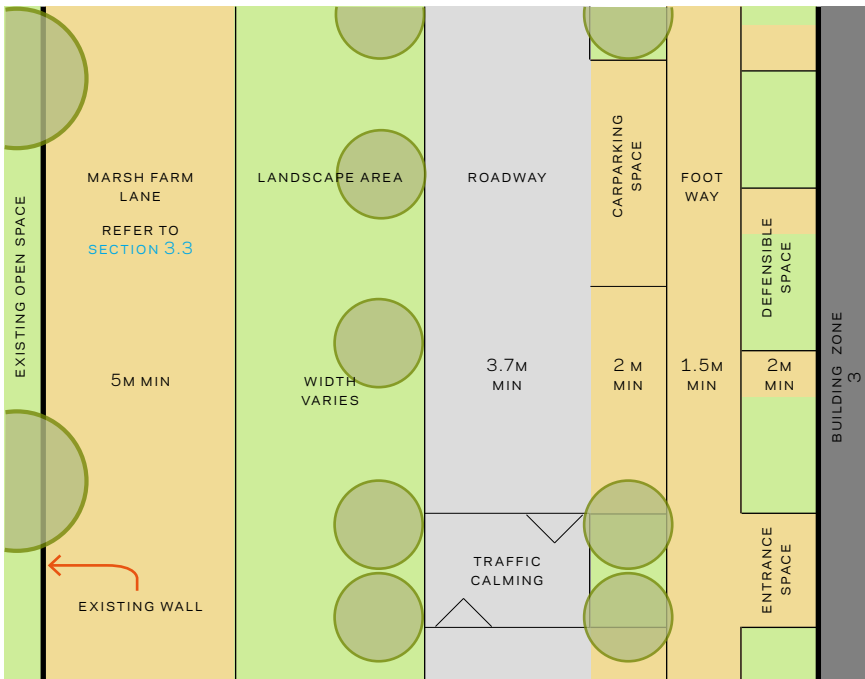 EXISTING OPEN SPACE
MARSH FARM
LANE
REFER TO
SECTION 3.3
5M MIN
EXISTING WALL
LANDSCAPE AREA
WIDTH
VARIES
ROADWAY
3.7M
MIN
TRAFFIC
CALMING
CARPARKING
SPACE
2 M
MIN
FOOT
WAY
1.5M
MIN
DEFENSIBLE
SPACE
2M
MIN
ENTRANCE
SPACE
BUILDING ZONE
3